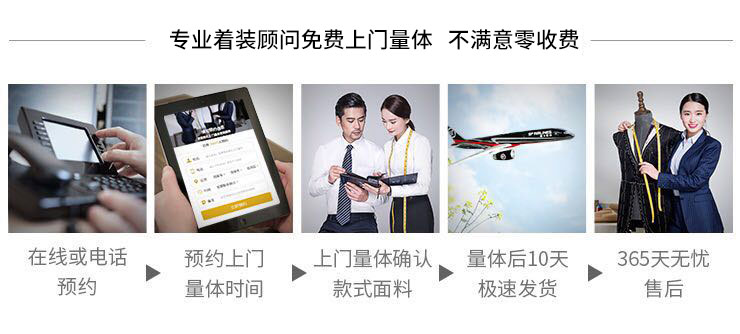 专业着装顾问免费上门量体 不满意零收费
SF AIRLINES
在线或电话
预约
预约上门
量体时间
上门量体确认
款式面料
量体后10天
极速发货
365天无忧
售后